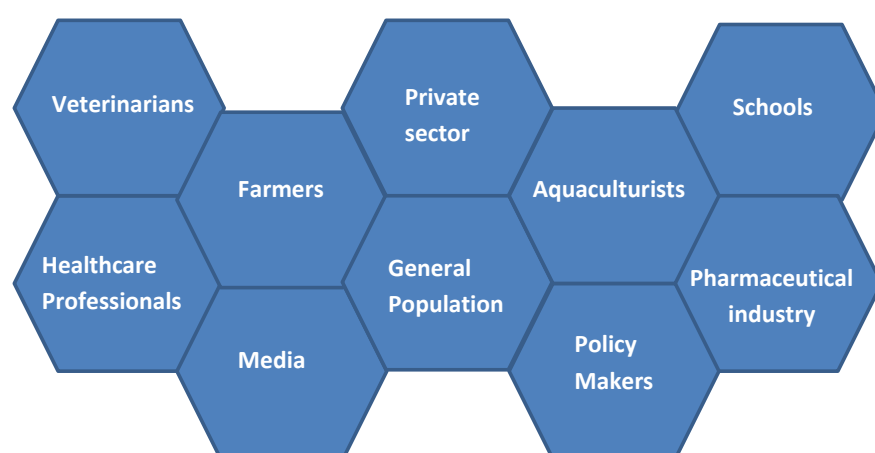 Veterinarians
Private
sector
Schools
Farmers
Aquaculturists
Healthcare
Professionals
General
Population
Pharmaceutical
industry
Media
Policy
Makers